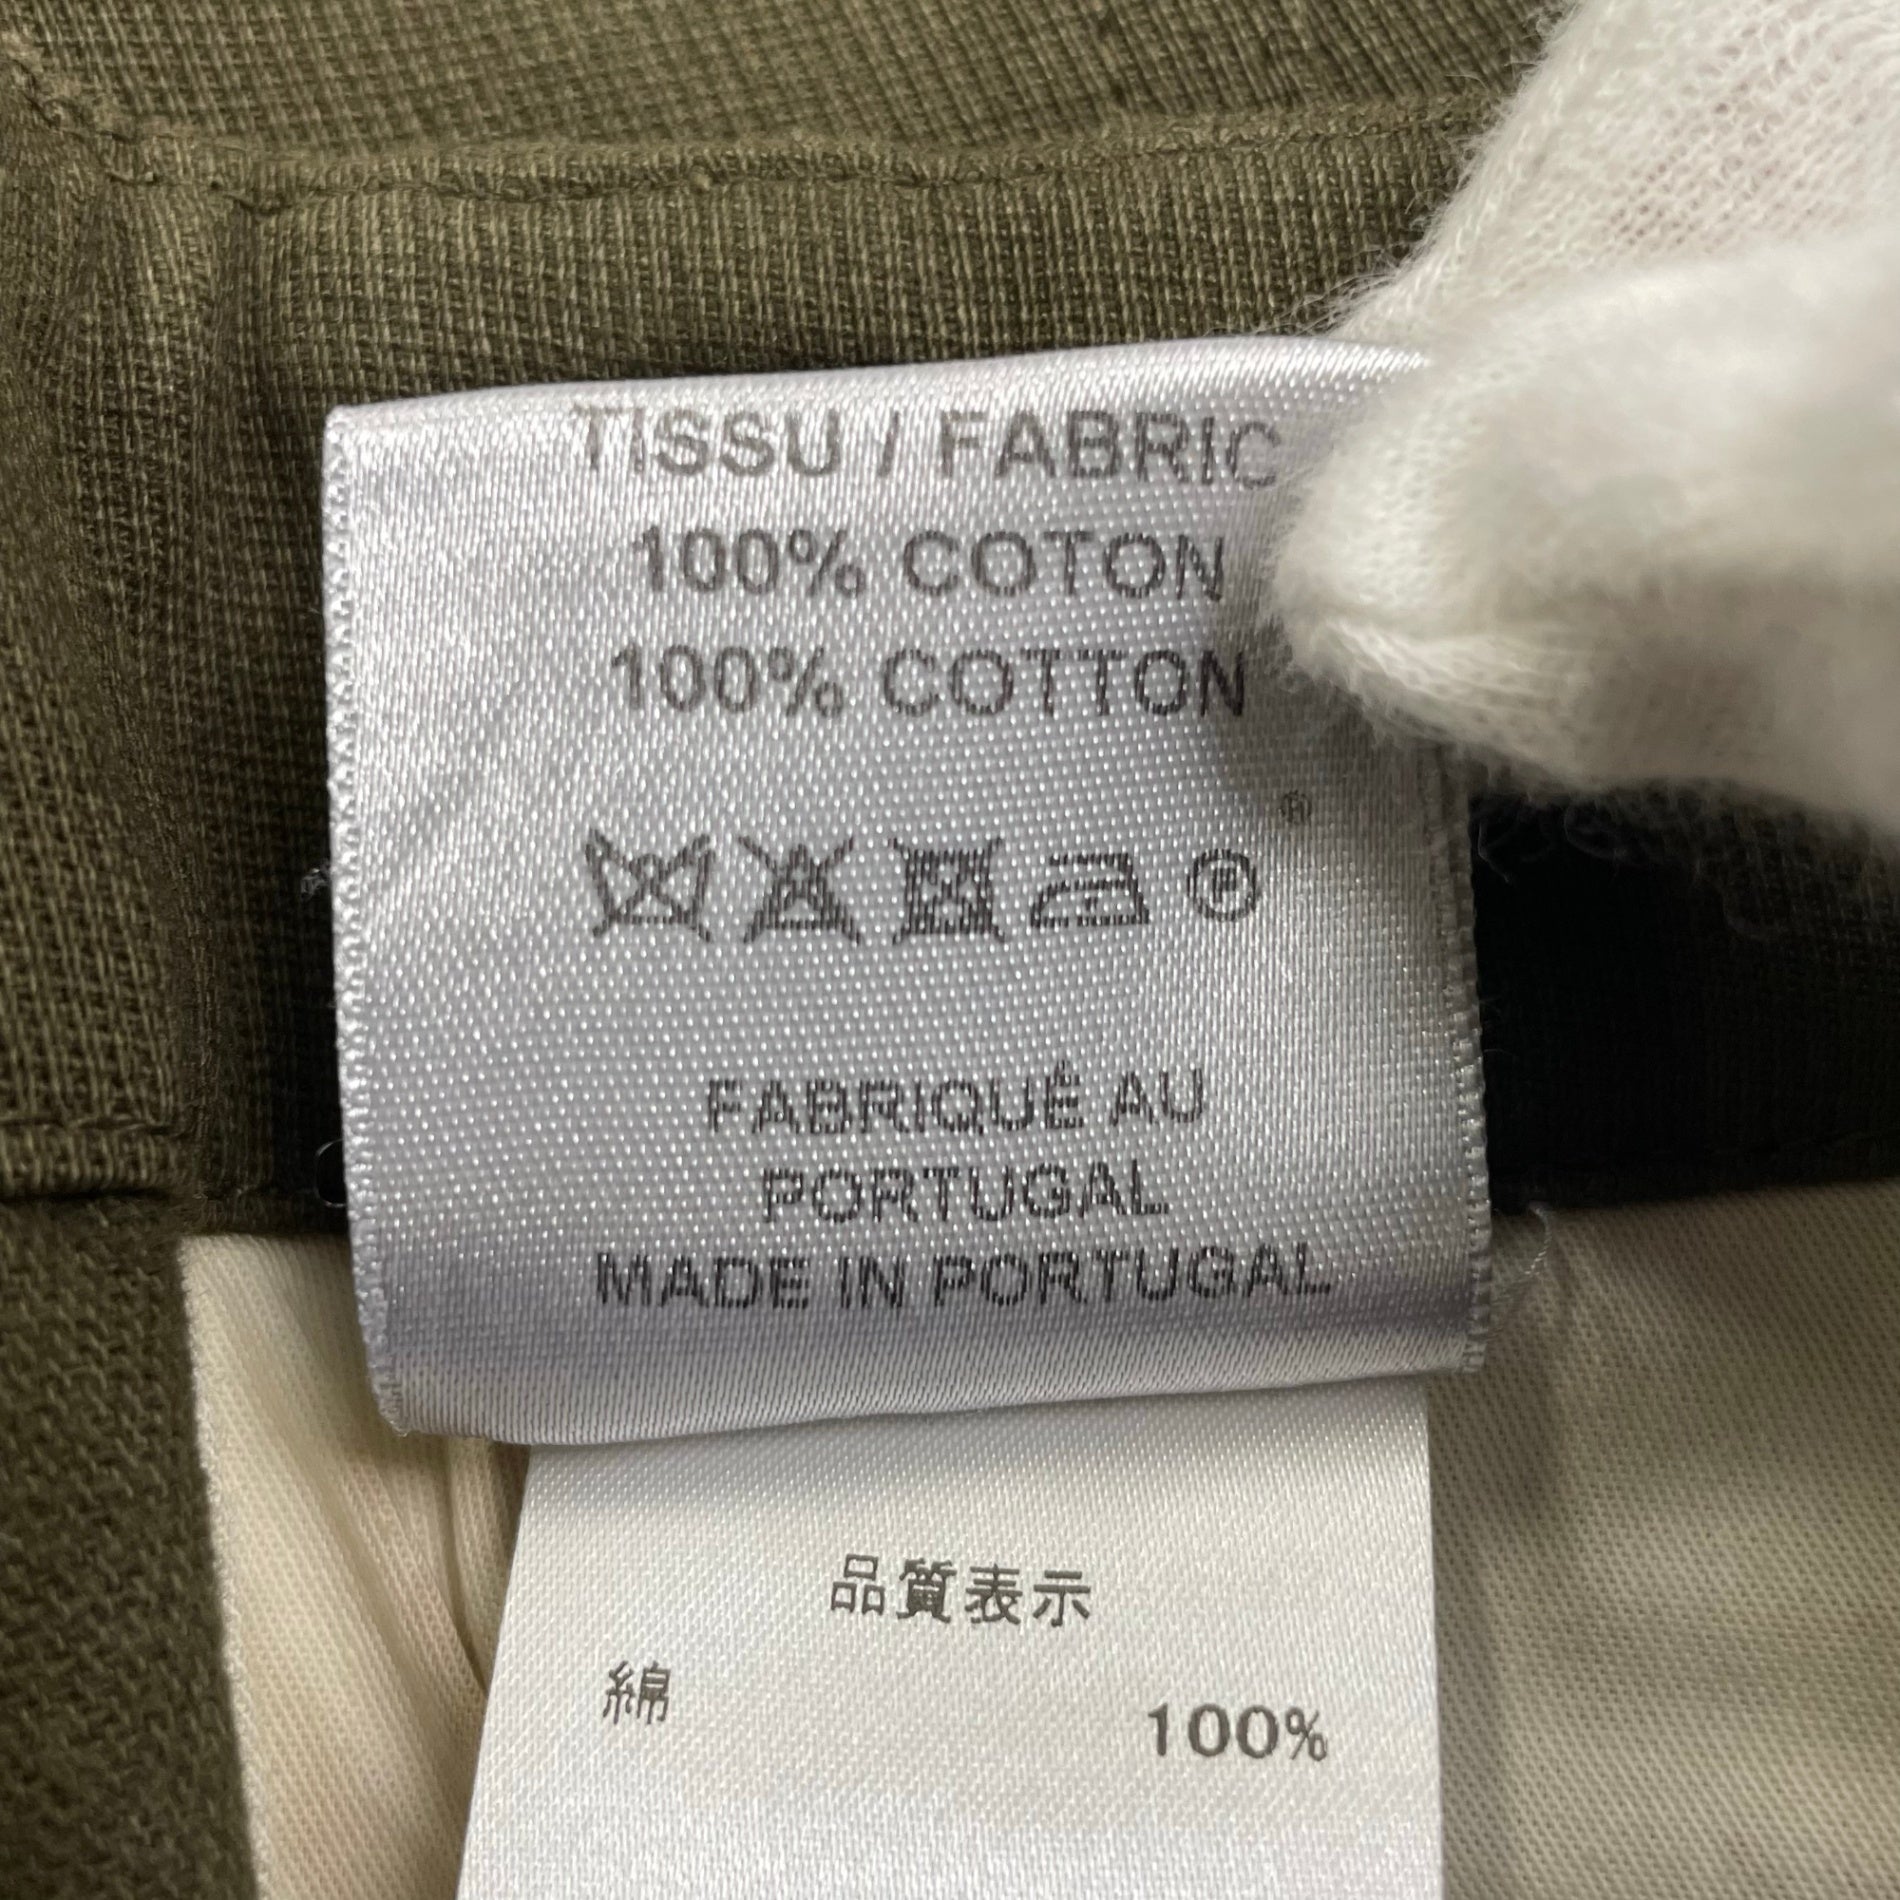 TISSU / FABRIC
100% COTON
100% COTTON
®
P
FABRIQUÉ AU
PORTUGAL
MADE IN PORTUGAL
品質表示
綿 100%